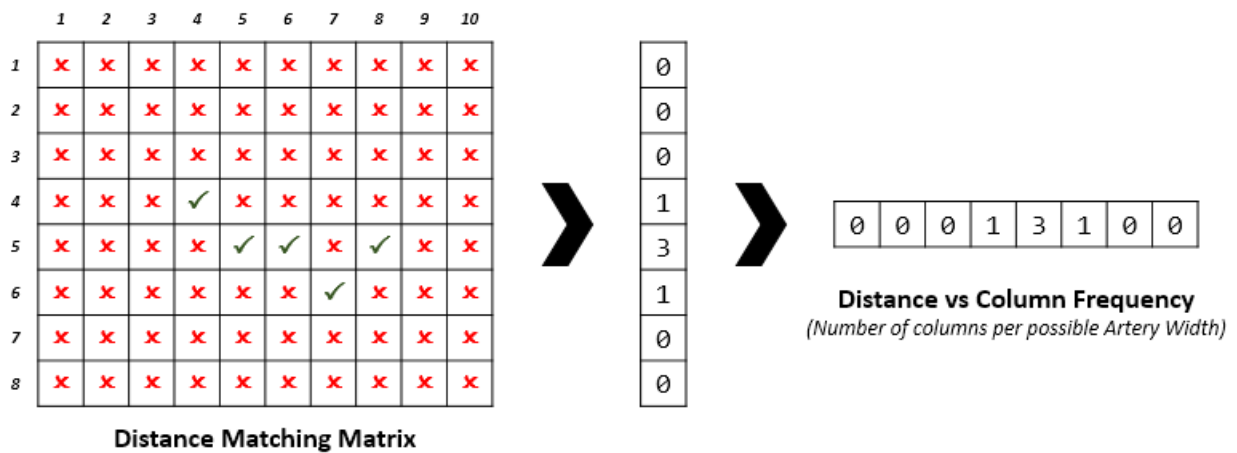 1 2 3 4 5 6 7 8 9 10
1 ✗ ✗ ✗ ✗ ✗ ✗ ✗ ✗ ✗ ✗ 0
2 ✗ ✗ ✗ ✗ ✗ ✗ ✗ ✗ ✗ ✗ 0
3 ✗ ✗ ✗ ✗ ✗ ✗ ✗ ✗ ✗ ✗ 0
4 ✗ ✗ ✗ ✓ ✗ ✗ ✗ ✗ ✗ ✗ 1
5 ✗ ✗ ✗ ✗ ✓ ✓ ✗ ✓ ✗ ✗ 3
6 ✗ ✗ ✗ ✗ ✗ ✗ ✓ ✗ ✗ ✗ 1
7 ✗ ✗ ✗ ✗ ✗ ✗ ✗ ✗ ✗ ✗ 0
8 ✗ ✗ ✗ ✗ ✗ ✗ ✗ ✗ ✗ ✗ 0
Distance Matching Matrix
0 0 0 1 3 1 0 0
Distance vs Column Frequency
(Number of columns per possible Artery Width)